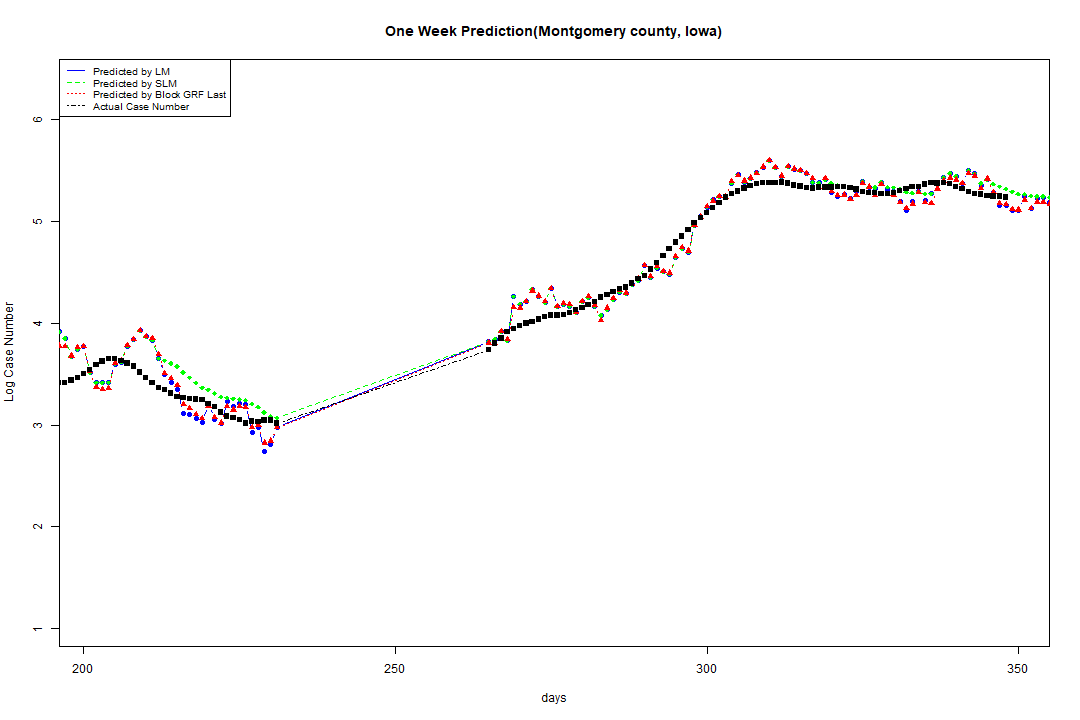 One Week Prediction(Montgomery county, Iowa)
Predicted by LM
Predicted by SLM
Predicted by Block GRF Last
Actual Case Number
6
5
4
3
2
1
Log Case Number
200
250
300
350
days